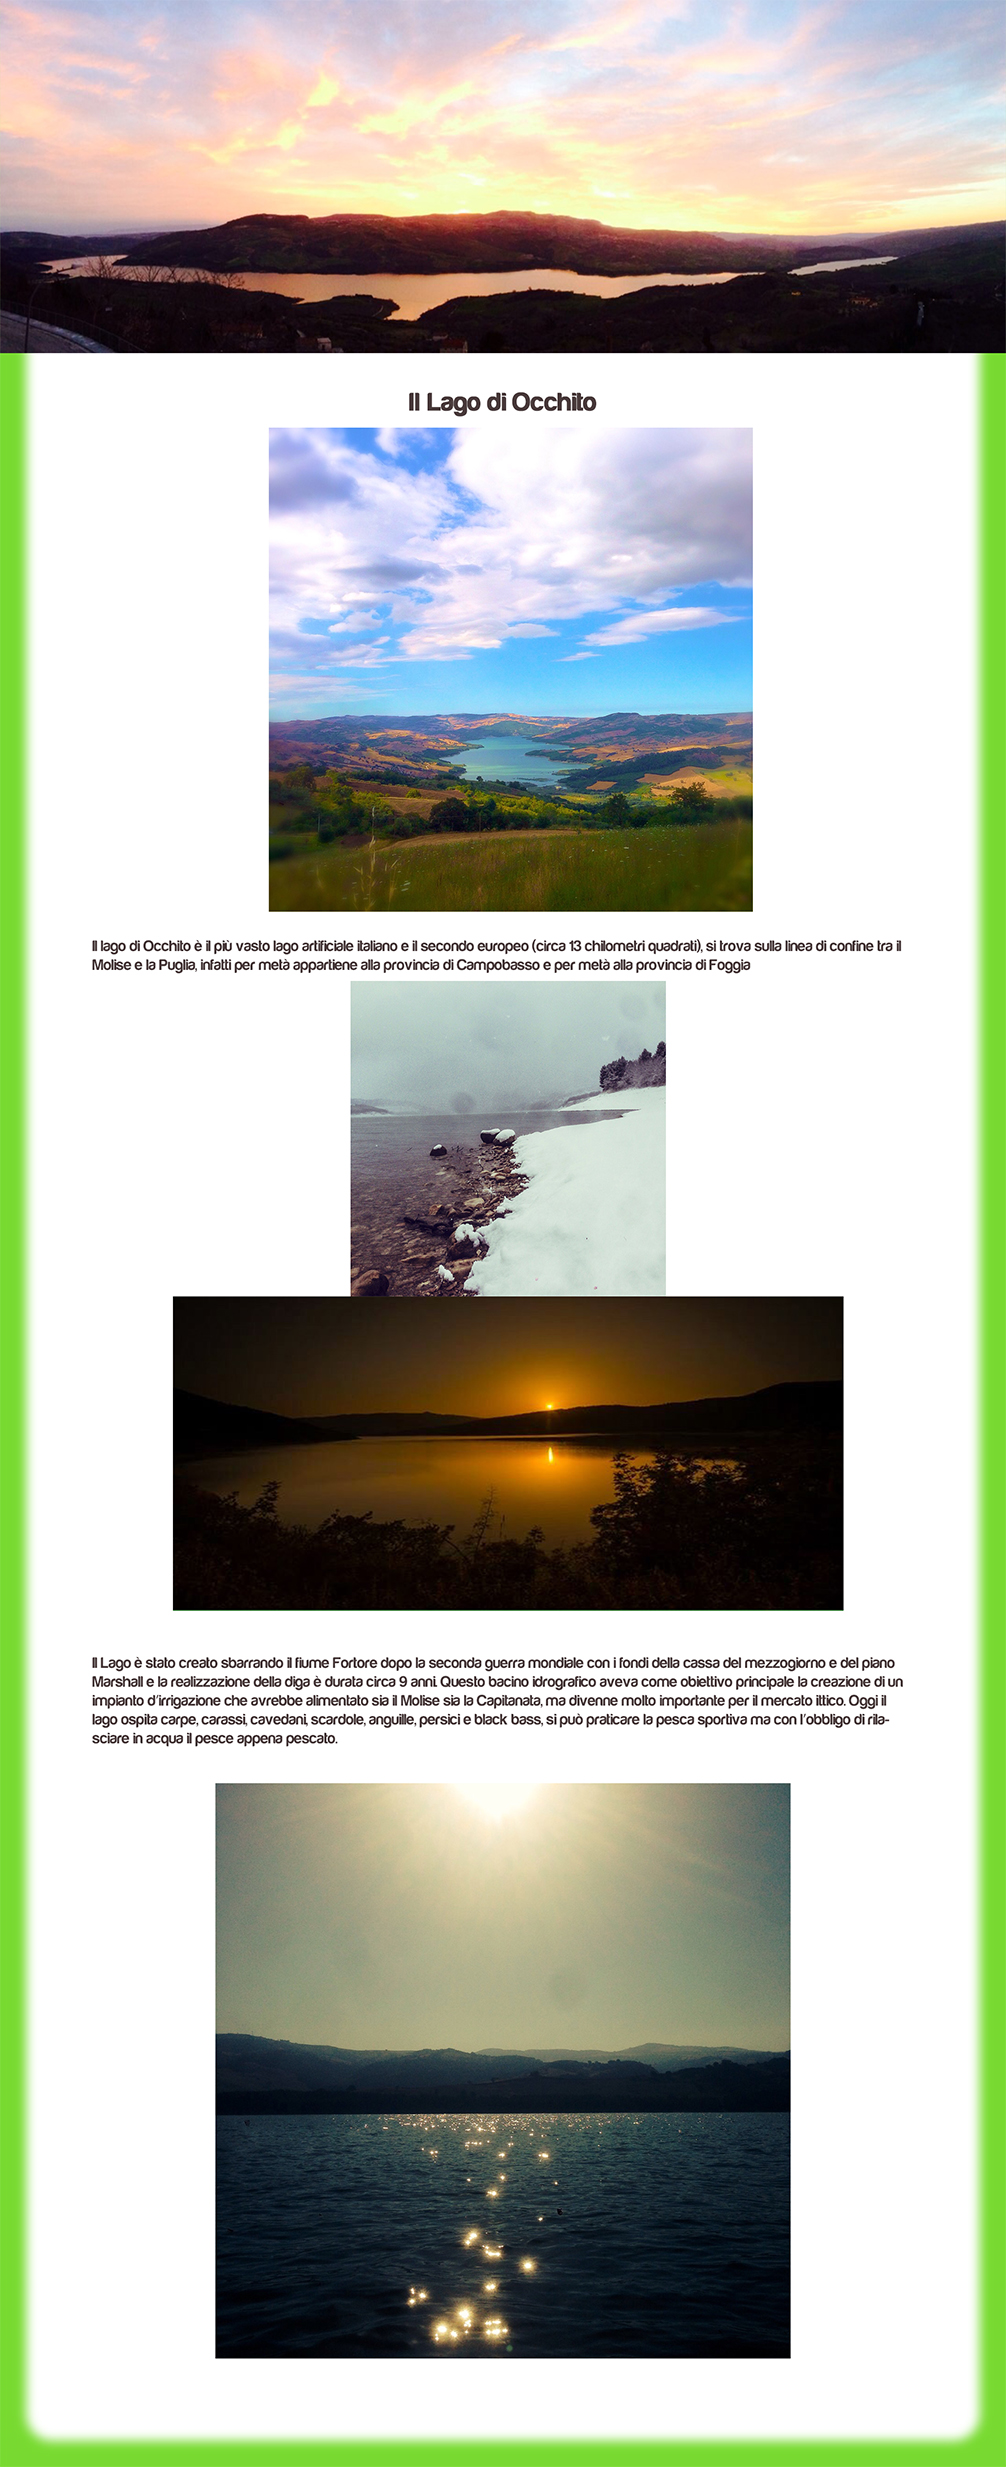 Il Lago di Occhito
Il lago di Occhito è il più vasto lago artificiale italiano e il secondo europeo (circa 13 chilometri quadrati), si trova sulla linea di confine tra il
Molise e la Puglia, infatti per metà appartiene alla provincia di Campobasso e per metà alla provincia di Foggia
Il Lago è stato creato sbarrando il fiume Fortore dopo la seconda guerra mondiale con i fondi della cassa del mezzogiorno e del piano
Marshall e la realizzazione della diga è durata circa 9 anni. Questo bacino idrografico aveva come obiettivo principale la creazione di un
impianto d'irrigazione che avrebbe alimentato sia il Molise sia la Capitanata, ma divenne molto importante per il mercato ittico. Oggi il
lago ospita carpe, carassi, cavedani, scardole, anguille, persici e black bass, si può praticare la pesca sportiva ma con l'obbligo di rila-
sciare in acqua il pesce appena pescato.